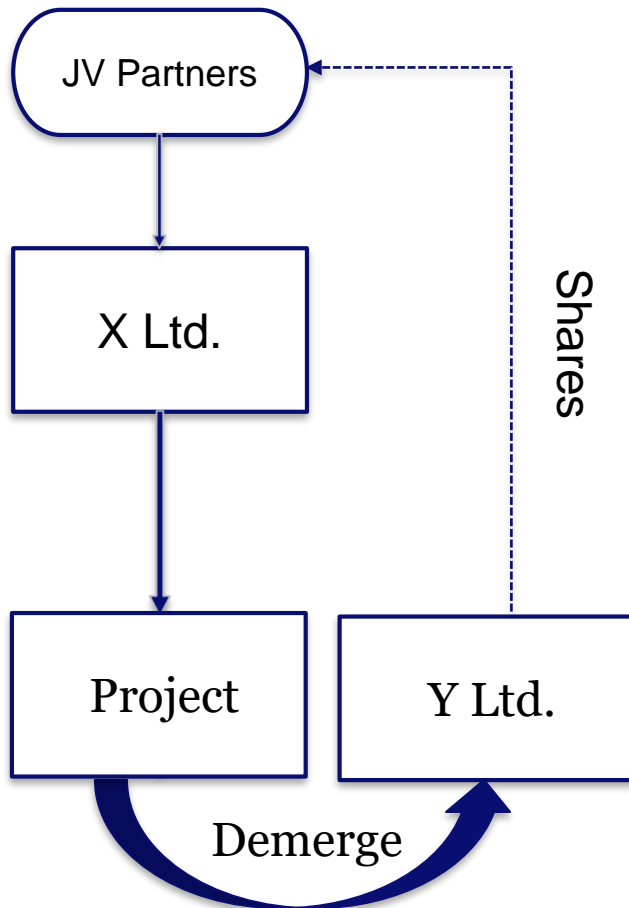 JV Partners
X Ltd.
Shares
Project
Y Ltd.
Demerge